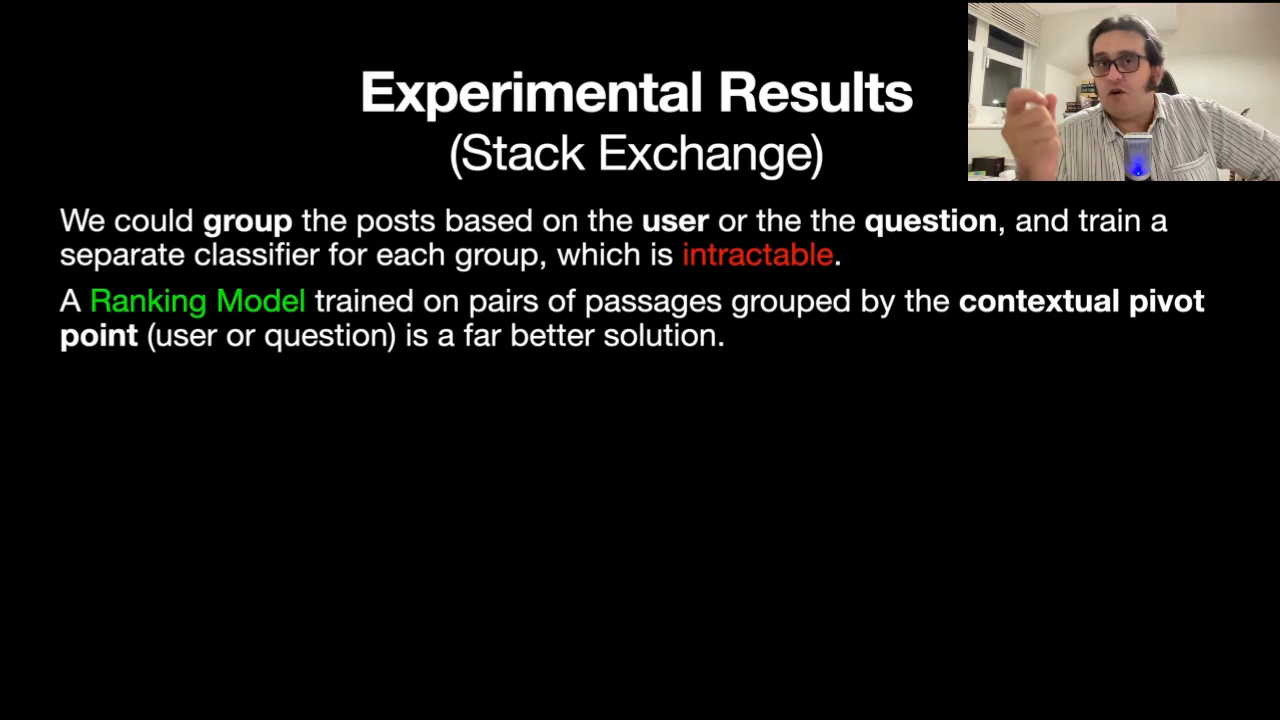 Experimental Results
(Stack Exchange)
We could group the posts based on the user or the the question, and train a
separate classifier for each group, which is intractable.
A Ranking Model trained on pairs of passages grouped by the contextual pivot
point (user or question) is a far better solution.